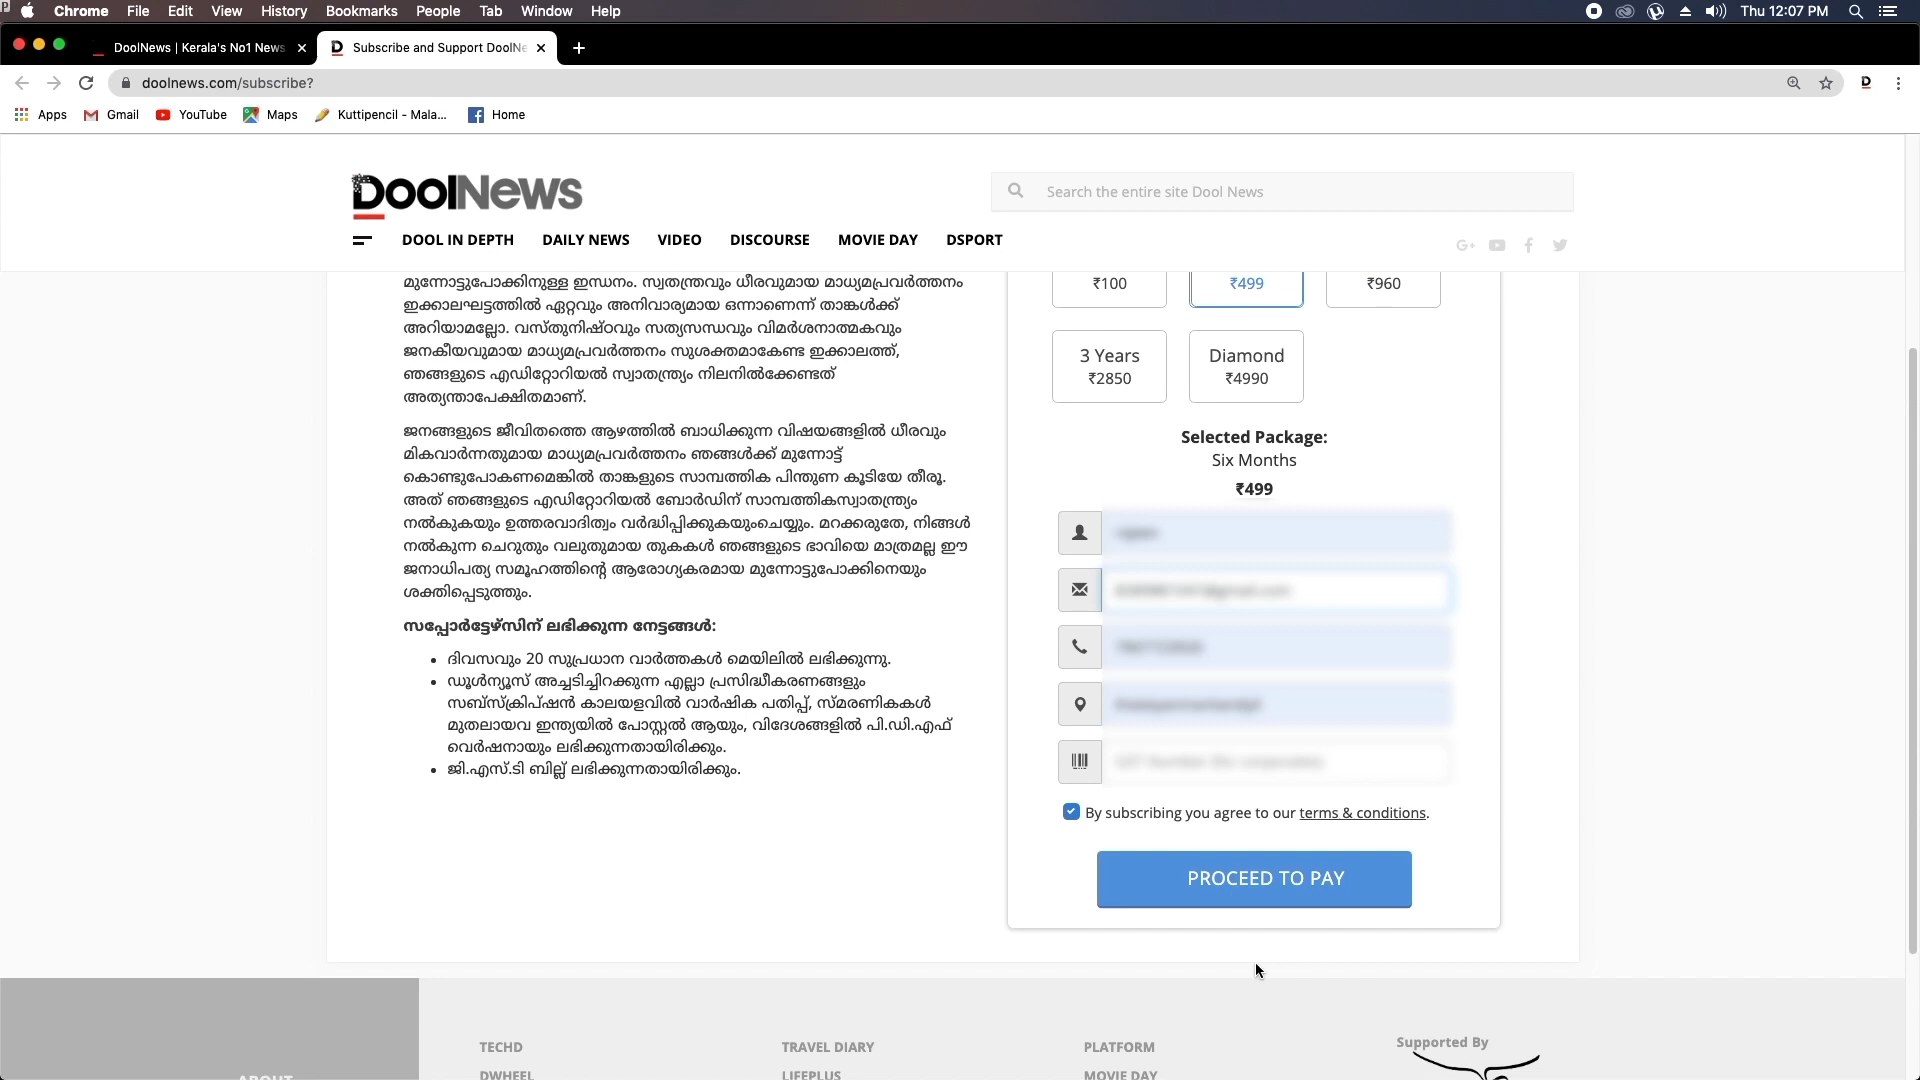 Chrome File Edit View History Bookmarks People Tab Window Help Thu 12:07 PM
DoolNews | Kerala's No1 News Subscribe and Support DoolNe
doolnews.com/subscribe?
Apps Gmail YouTube Maps Kuttipencil - Mala... Home
DoolNews
Search the entire site Dool News
DOOL IN DEPTH DAILY NEWS VIDEO DISCOURSE MOVIE DAY DSPORT
മുന്നോട്ടുപോക്കിനുള്ള ഇന്ധനം. സ്വതന്ത്രവും ധീരവുമായ മാധ്യമപ്രവർത്തനം
ഇക്കാലഘട്ടത്തിൽ ഏറ്റവും അനിവാര്യമായ ഒന്നാണെന്ന് താങ്കൾക്ക്
അറിയാമല്ലോ. വസ്തുനിഷ്ഠവും സത്യസന്ധവും വിമർശനാത്മകവും
ജനകീയവുമായ മാധ്യമപ്രവർത്തനം സുശക്തമാകേണ്ട ഇക്കാലത്ത്,
ഞങ്ങളുടെ എഡിറ്റോറിയൽ സ്വാതന്ത്ര്യം നിലനിൽക്കേണ്ടത്
അത്യന്താപേക്ഷിതമാണ്.
ജനങ്ങളുടെ ജീവിതത്തെ ആഴത്തിൽ ബാധിക്കുന്ന വിഷയങ്ങളിൽ ധീരവും
മികവാർന്നതുമായ മാധ്യമപ്രവർത്തനം ഞങ്ങൾക്ക് മുന്നോട്ട്
കൊണ്ടുപോകണമെങ്കിൽ താങ്കളുടെ സാമ്പത്തിക പിന്തുണ കൂടിയേ തീരൂ.
അത് ഞങ്ങളുടെ എഡിറ്റോറിയൽ ബോർഡിന് സാമ്പത്തികസ്വാതന്ത്ര്യം
നൽകുകയും ഉത്തരവാദിത്വം വർദ്ധിപ്പിക്കുകയുംചെയ്യും. മറക്കരുതേ, നിങ്ങൾ
നൽകുന്ന ചെറുതും വലുതുമായ തുകകൾ ഞങ്ങളുടെ ഭാവിയെ മാത്രമല്ല ഈ
ജനാധിപത്യ സമൂഹത്തിന്റെ ആരോഗ്യകരമായ മുന്നോട്ടുപോക്കിനെയും
ശക്തിപ്പെടുത്തും.
സപ്പോർട്ടേഴ്സിന് ലഭിക്കുന്ന നേട്ടങ്ങൾ:
• ദിവസവും 20 സുപ്രധാന വാർത്തകൾ മെയിലിൽ ലഭിക്കുന്നു.
• ഡൂൾന്യൂസ് അച്ചടിച്ചിറക്കുന്ന എല്ലാ പ്രസിദ്ധീകരണങ്ങളും
സബ്സ്ക്രിപ്ഷൻ കാലയളവിൽ വാർഷിക പതിപ്പ്, സ്മരണികകൾ
മുതലായവ ഇന്ത്യയിൽ പോസ്റ്റൽ ആയും, വിദേശങ്ങളിൽ പി.ഡി.എഫ്
വെർഷനായും ലഭിക്കുന്നതായിരിക്കും.
• ജി.എസ്.ടി ബില്ല് ലഭിക്കുന്നതായിരിക്കും.
₹100 ₹499 ₹960
3 Years Diamond
₹2850 ₹4990
Selected Package:
Six Months
₹499
By subscribing you agree to our terms & conditions.
PROCEED TO PAY
TECHD TRAVEL DIARY PLATFORM Supported By
ABOUT DWHEEL LIFEPLUS MOVIE DAY